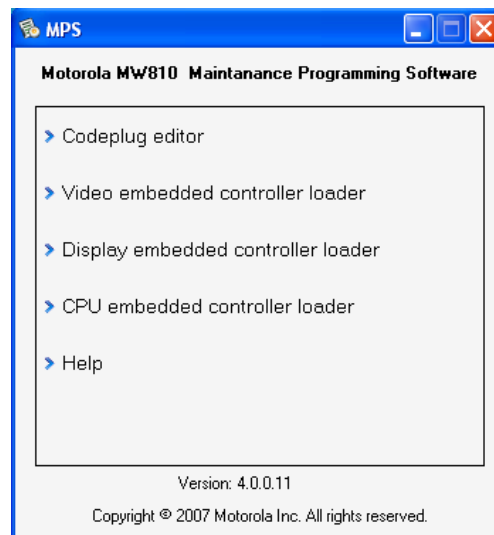 MPS
Motorola MW810 Maintanance Programming Software
Codeplug editor
Video embedded controller loader
Display embedded controller loader
CPU embedded controller loader
Help
Version: 4.0.0.11
Copyright © 2007 Motorola Inc. All rights reserved.